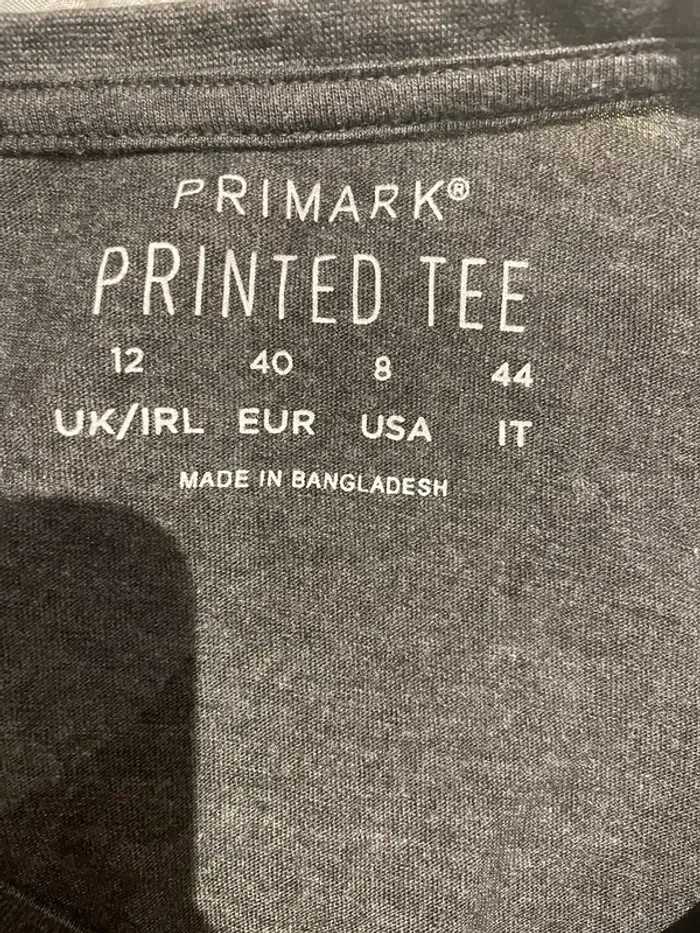 PRIMARK®
PRINTED TEE
12 40 8 44
UK/IRL EUR USA IT
MADE IN BANGLADESH